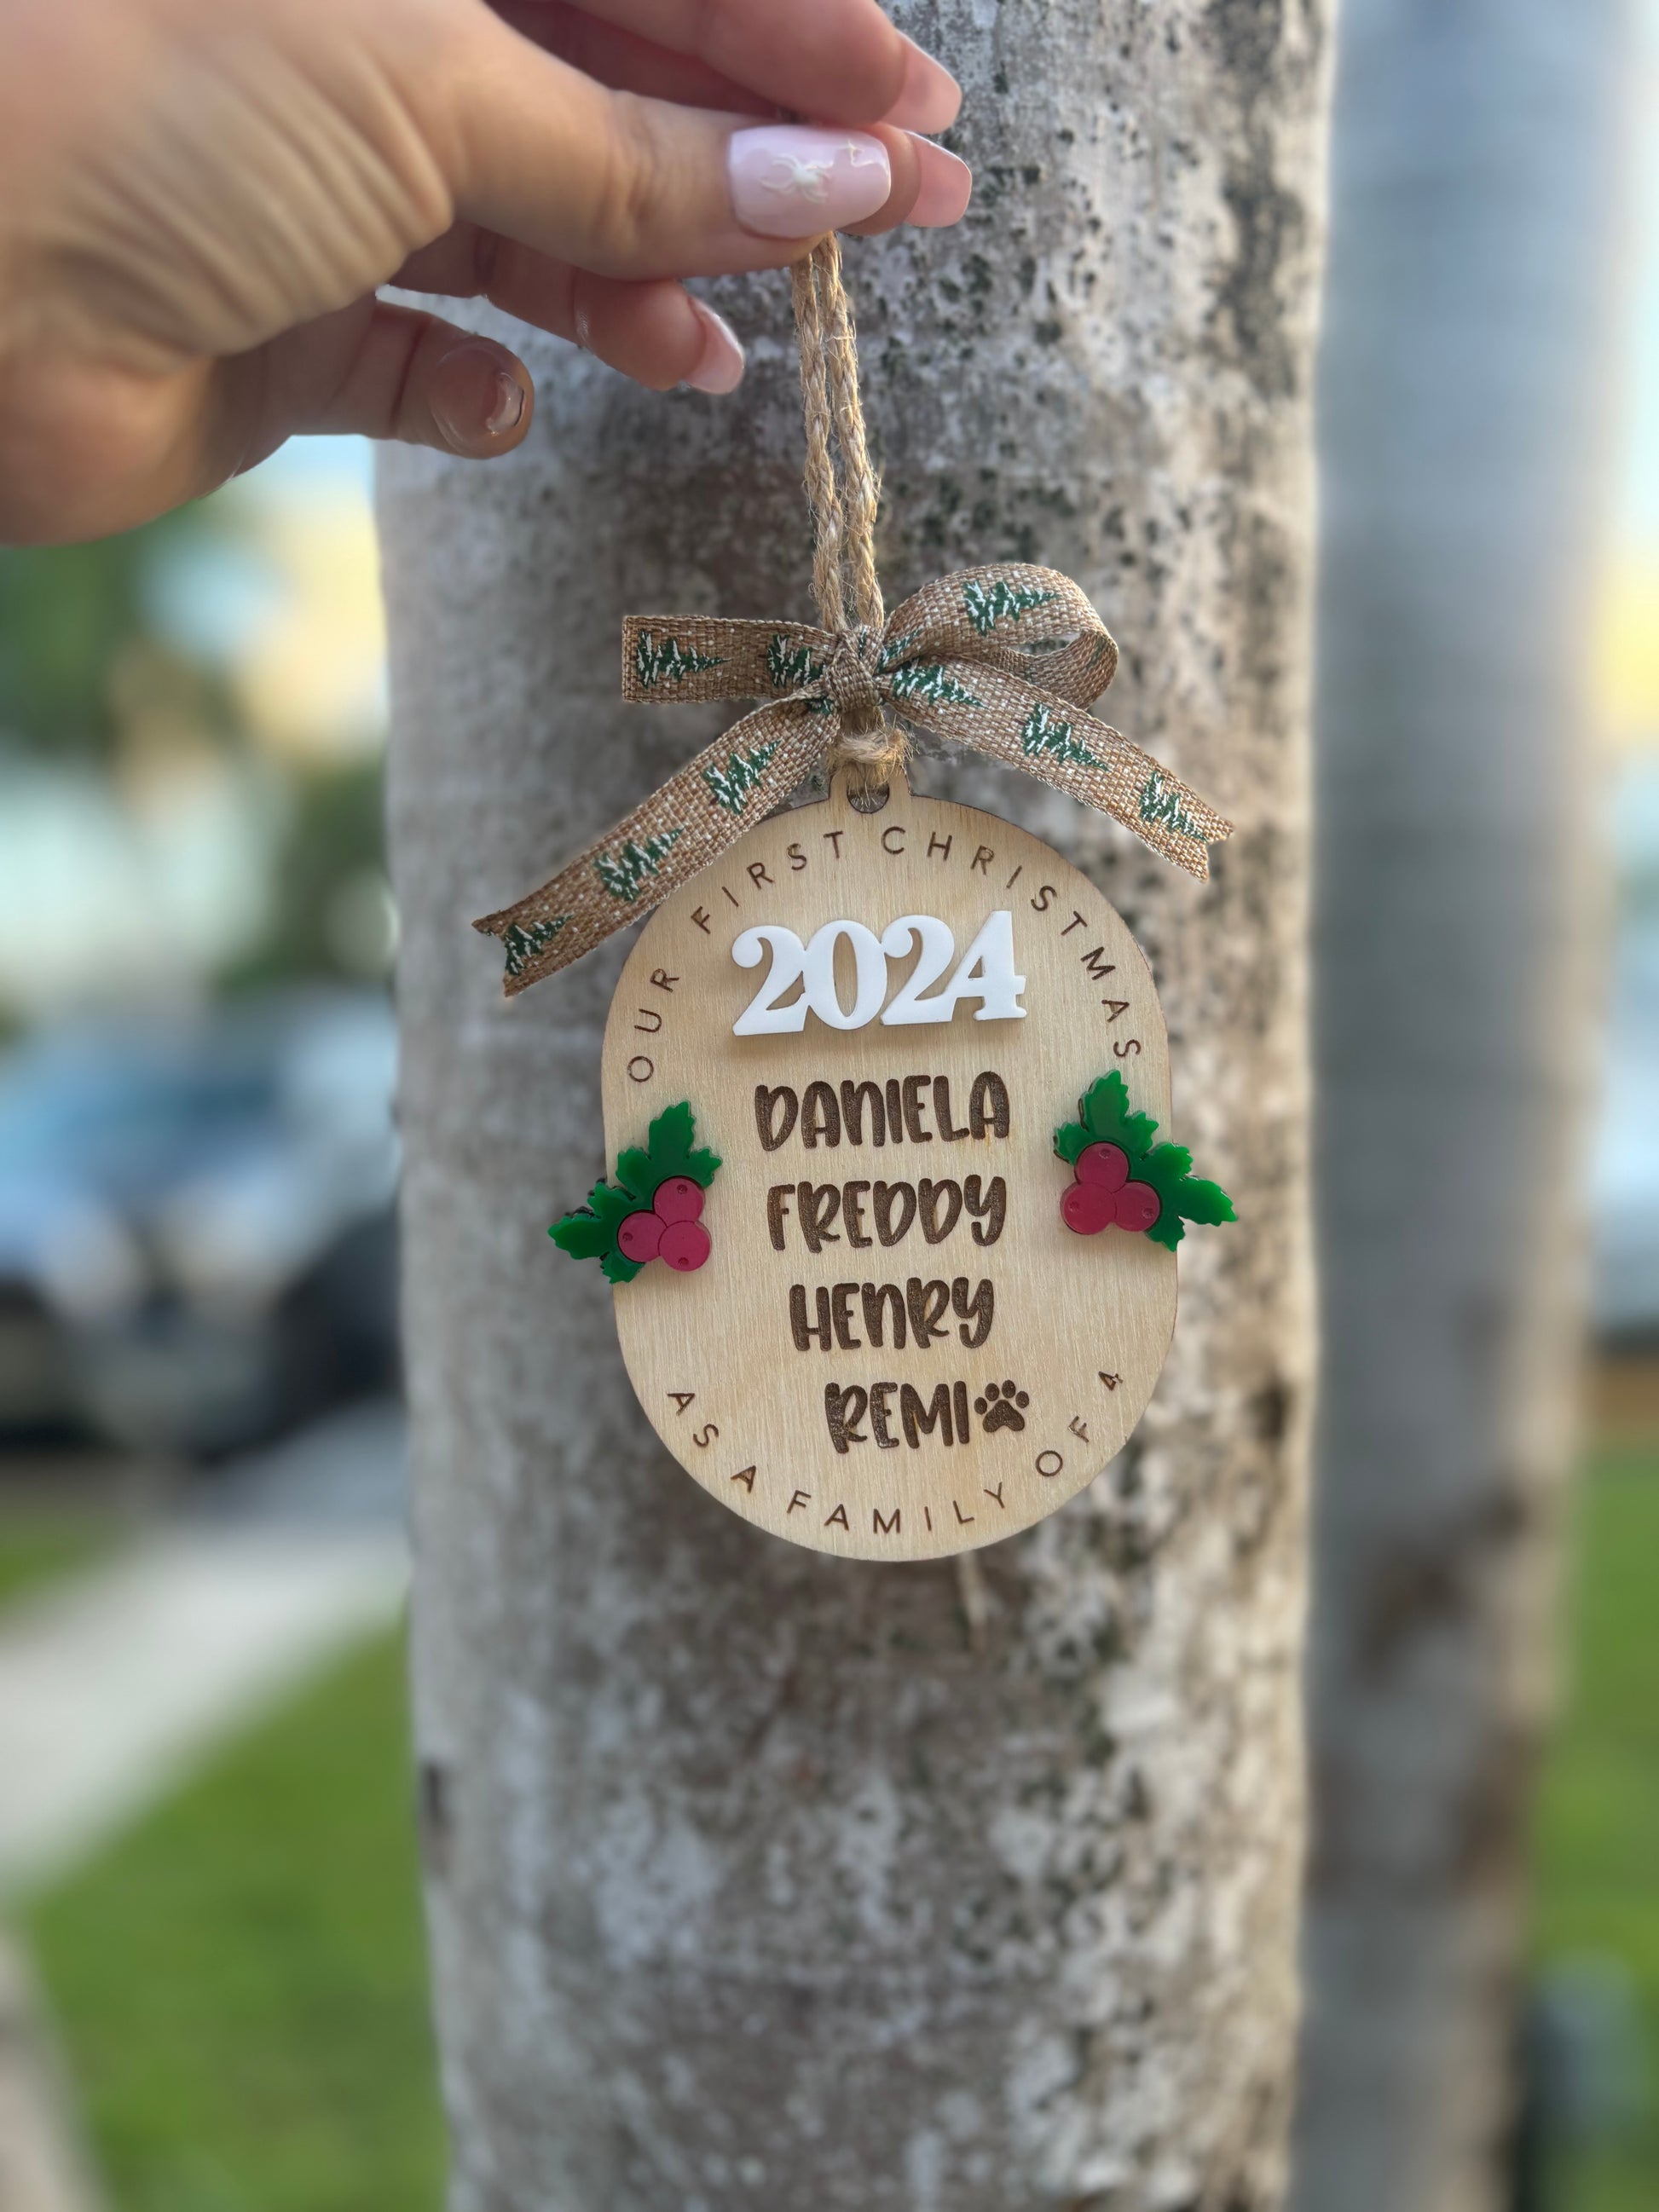 OUR FIRST CHRISTMAS
2024
DANIELA
FREDDY
HENRY
REMI
AS A FAMILY OF 4